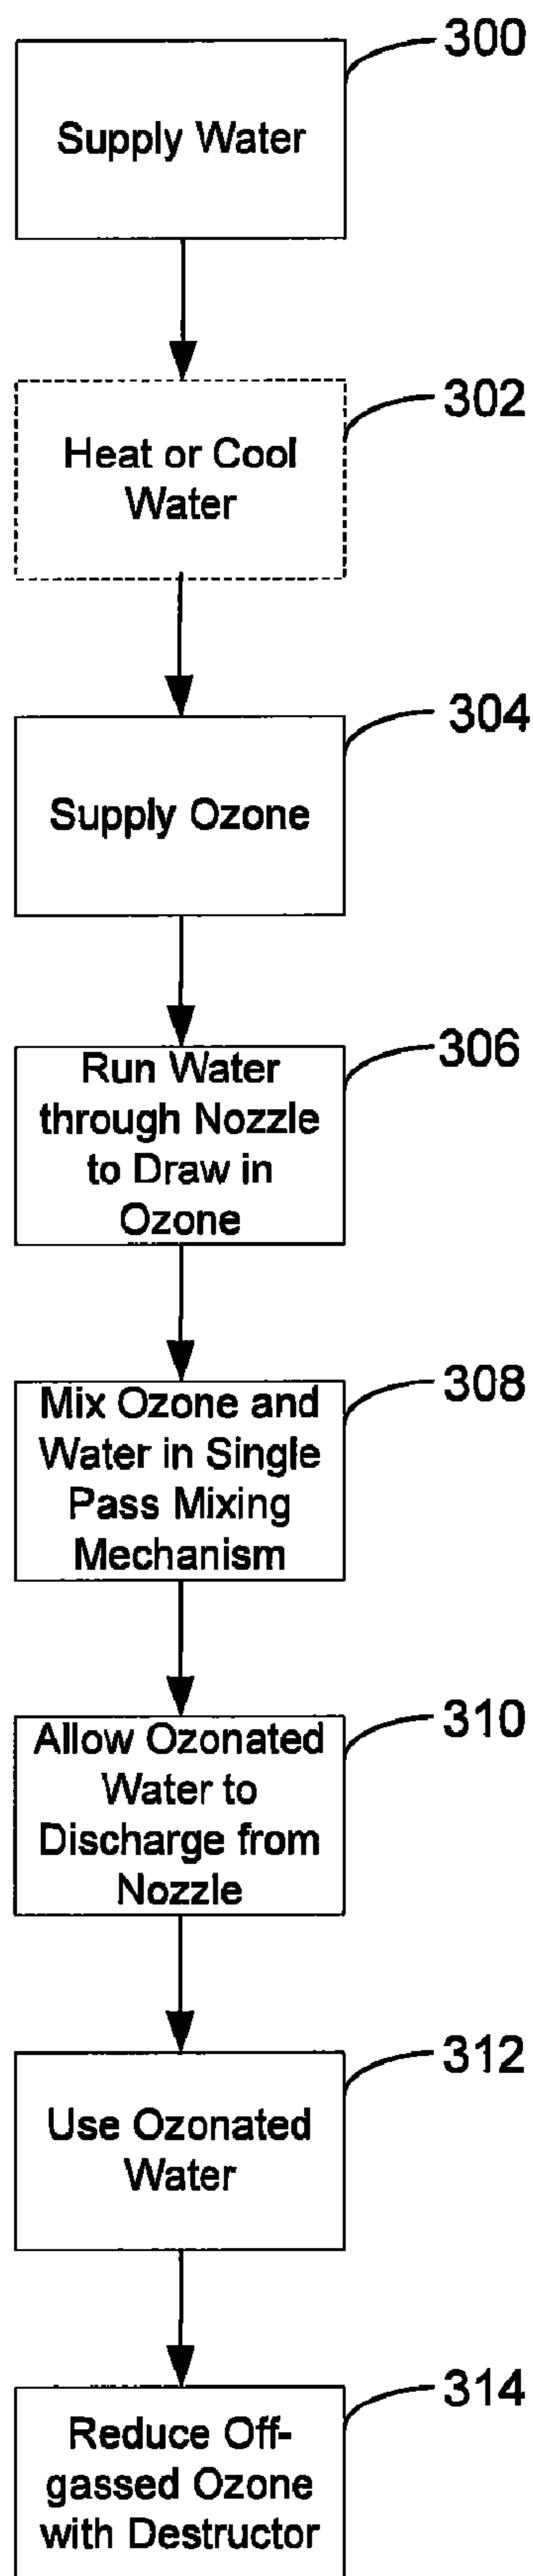 300
Supply Water
302
Heat or Cool
Water
304
Supply Ozone
306
Run Water
through Nozzle
to Draw in
Ozone
308
Mix Ozone and
Water in Single
Pass Mixing
Mechanism
310
Allow Ozonated
Water to
Discharge from
Nozzle
312
Use Ozonated
Water
314
Reduce Off-
gassed Ozone
with Destructor